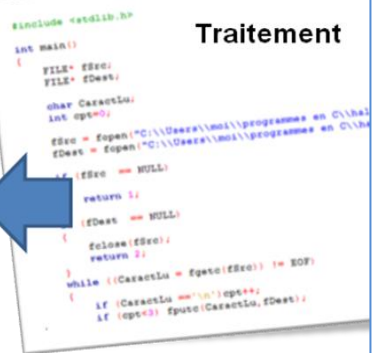 Traitement
#include <stdlib.h>
int main()
{
FILE* fSrc;
FILE* fDest;
char CaractLu;
int cpt=0;
fSrc = fopen("C:\\Users\\moi\\programmes en C\\hal
fDest = fopen("C:\\Users\\moi\\programmes en C\\ha
if (fSrc == NULL)
return 1;
(fDest == NULL)
{
fclose(fSrc);
return 2;
}
while ((CaractLu = fgetc(fSrc)) != EOF)
{
if (CaractLu =='\n')cpt++;
if (cpt<3) fputc(CaractLu,fDest);